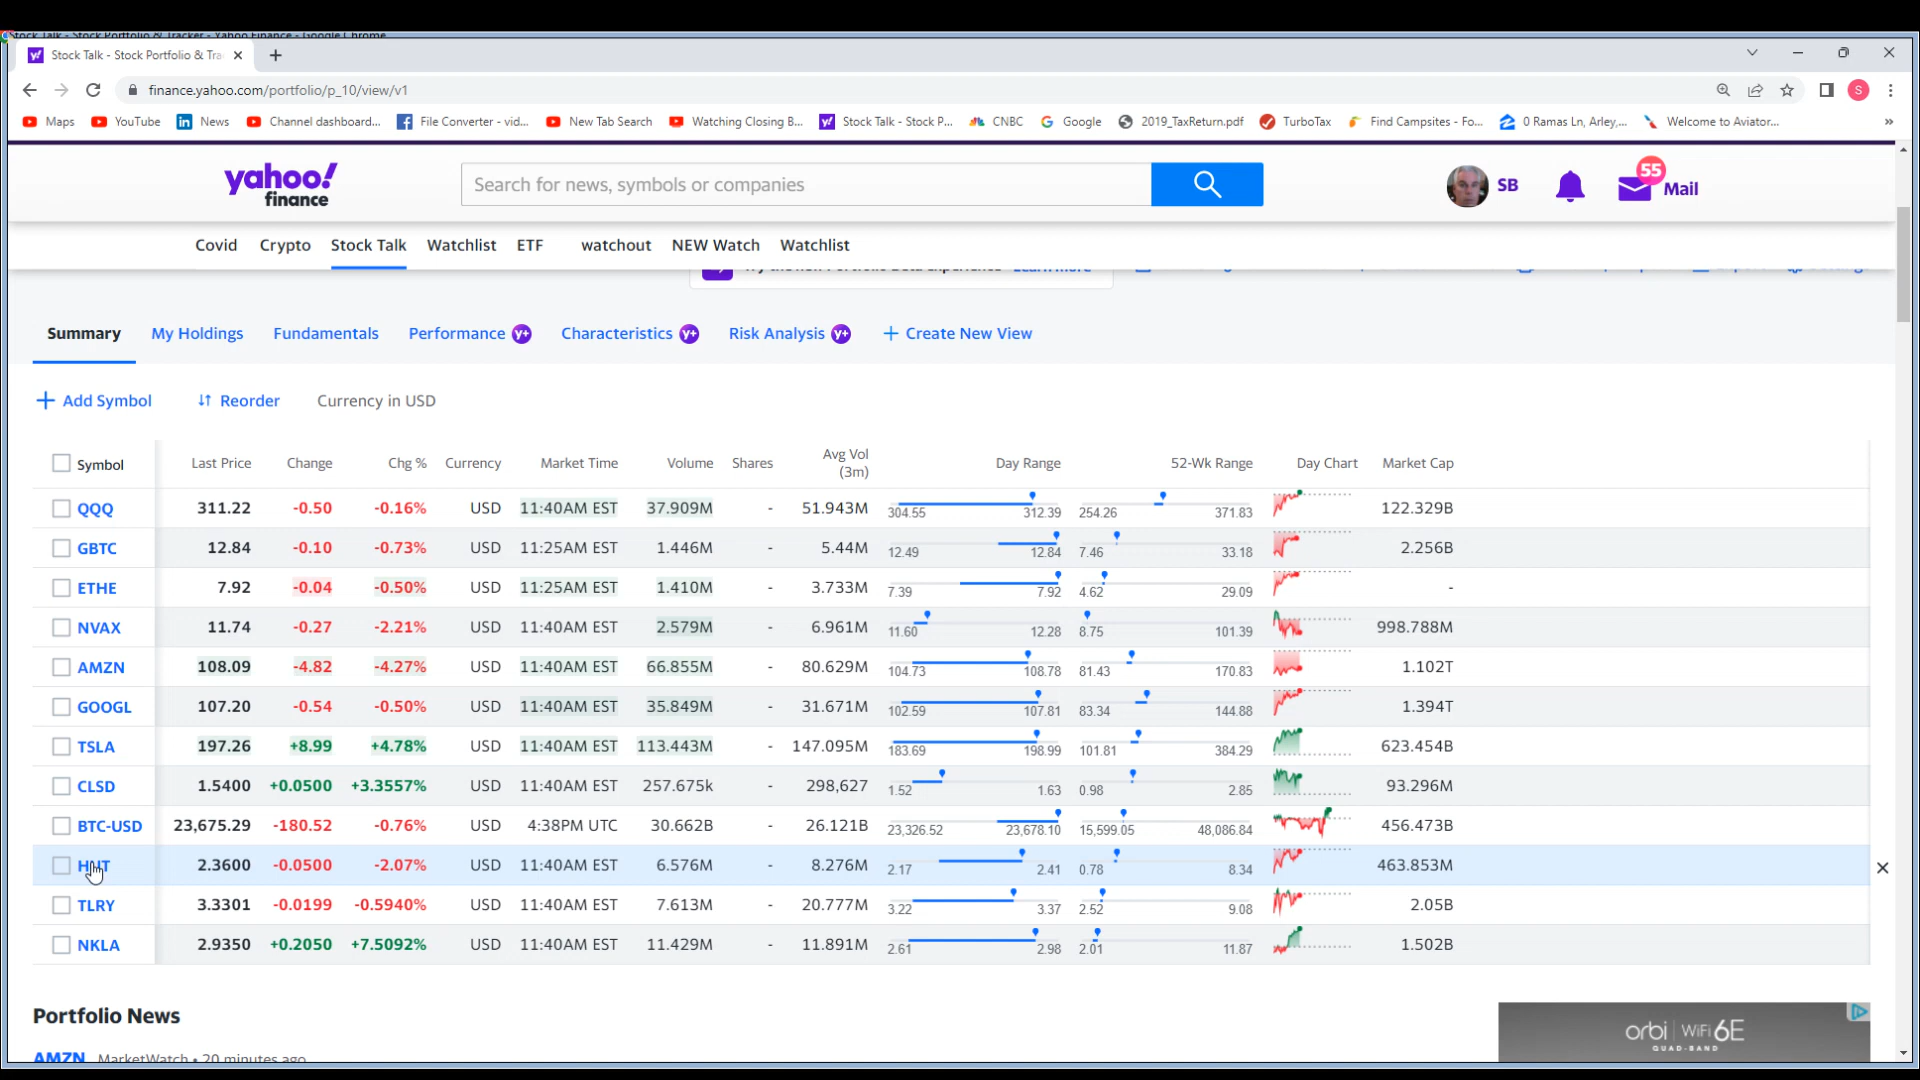 Stock Talk - Stock Portfolio & Tracker - Yahoo Finance - Google Chrome
Stock Talk - Stock Portfolio & Tra
finance.yahoo.com/portfolio/p_10/view/v1
S
Maps YouTube News Channel dashboard... File Converter - vid... New Tab Search Watching Closing B... Stock Talk - Stock P... CNBC Google 2019_TaxReturn.pdf TurboTax Find Campsites - Fo... 0 Ramas Ln, Arley,... Welcome to Aviator... »
yahoo!
finance
Search for news, symbols or companies
SB
55
Mail
Covid Crypto Stock Talk Watchlist ETF watchout NEW Watch Watchlist
Summary My Holdings Fundamentals Performance y+ Characteristics y+ Risk Analysis y+ + Create New View
+ Add Symbol Reorder Currency in USD
Symbol Last Price Change Chg % Currency Market Time Volume Shares Avg Vol (3m) Day Range 52-Wk Range Day Chart Market Cap
QQQ 311.22 -0.50 -0.16% USD 11:40AM EST 37.909M - 51.943M 304.55 312.39 254.26 371.83 122.329B
GBTC 12.84 -0.10 -0.73% USD 11:25AM EST 1.446M - 5.44M 12.49 12.84 7.46 33.18 2.256B
ETHE 7.92 -0.04 -0.50% USD 11:25AM EST 1.410M - 3.733M 7.39 7.92 4.62 29.09 -
NVAX 11.74 -0.27 -2.21% USD 11:40AM EST 2.579M - 6.961M 11.60 12.28 8.75 101.39 998.788M
AMZN 108.09 -4.82 -4.27% USD 11:40AM EST 66.855M - 80.629M 104.73 108.78 81.43 170.83 1.102T
GOOGL 107.20 -0.54 -0.50% USD 11:40AM EST 35.849M - 31.671M 102.59 107.81 83.34 144.88 1.394T
TSLA 197.26 +8.99 +4.78% USD 11:40AM EST 113.443M - 147.095M 183.69 198.99 101.81 384.29 623.454B
CLSD 1.5400 +0.0500 +3.3557% USD 11:40AM EST 257.675k - 298,627 1.52 1.63 0.98 2.85 93.296M
BTC-USD 23,675.29 -180.52 -0.76% USD 4:38PM UTC 30.662B - 26.121B 23,326.52 23,678.10 15,599.05 48,086.84 456.473B
HUT 2.3600 -0.0500 -2.07% USD 11:40AM EST 6.576M - 8.276M 2.17 2.41 0.78 8.34 463.853M
TLRY 3.3301 -0.0199 -0.5940% USD 11:40AM EST 7.613M - 20.777M 3.22 3.37 2.52 9.08 2.05B
NKLA 2.9350 +0.2050 +7.5092% USD 11:40AM EST 11.429M - 11.891M 2.61 2.98 2.01 11.87 1.502B
Portfolio News
AMZN MarketWatch • 20 minutes ago
orbi WiFi 6E
QUAD-BAND